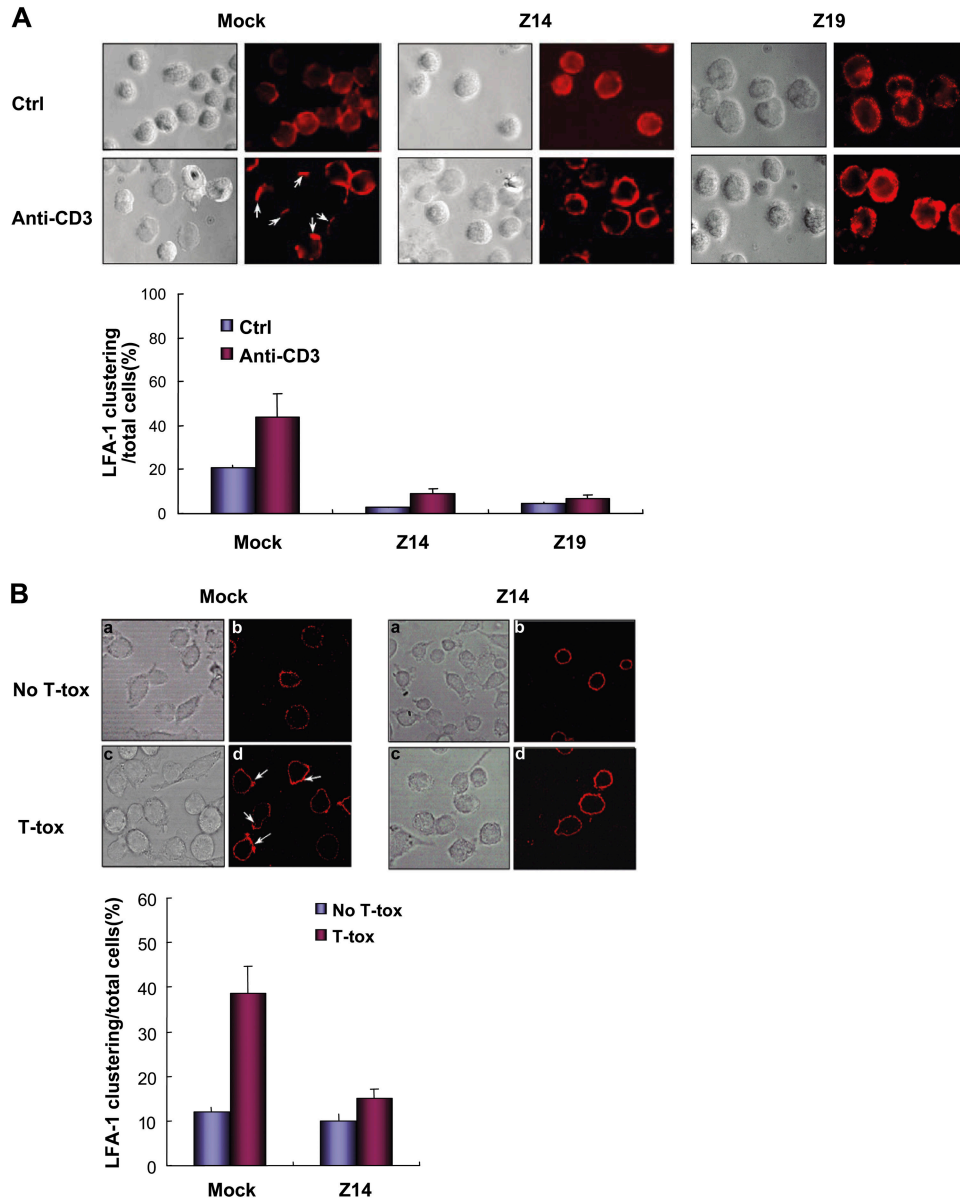 A
Mock Z14 Z19
Ctrl
Anti-CD3
LFA-1 clustering
/total cells(%)
100
80
60
40
20
0
Ctrl
Anti-CD3
Mock Z14 Z19
B
Mock Z14
No T-tox
a b a b
T-tox
c d c d
LFA-1 clustering/total cells(%)
60
50
40
30
20
10
0
No T-tox
T-tox
Mock Z14